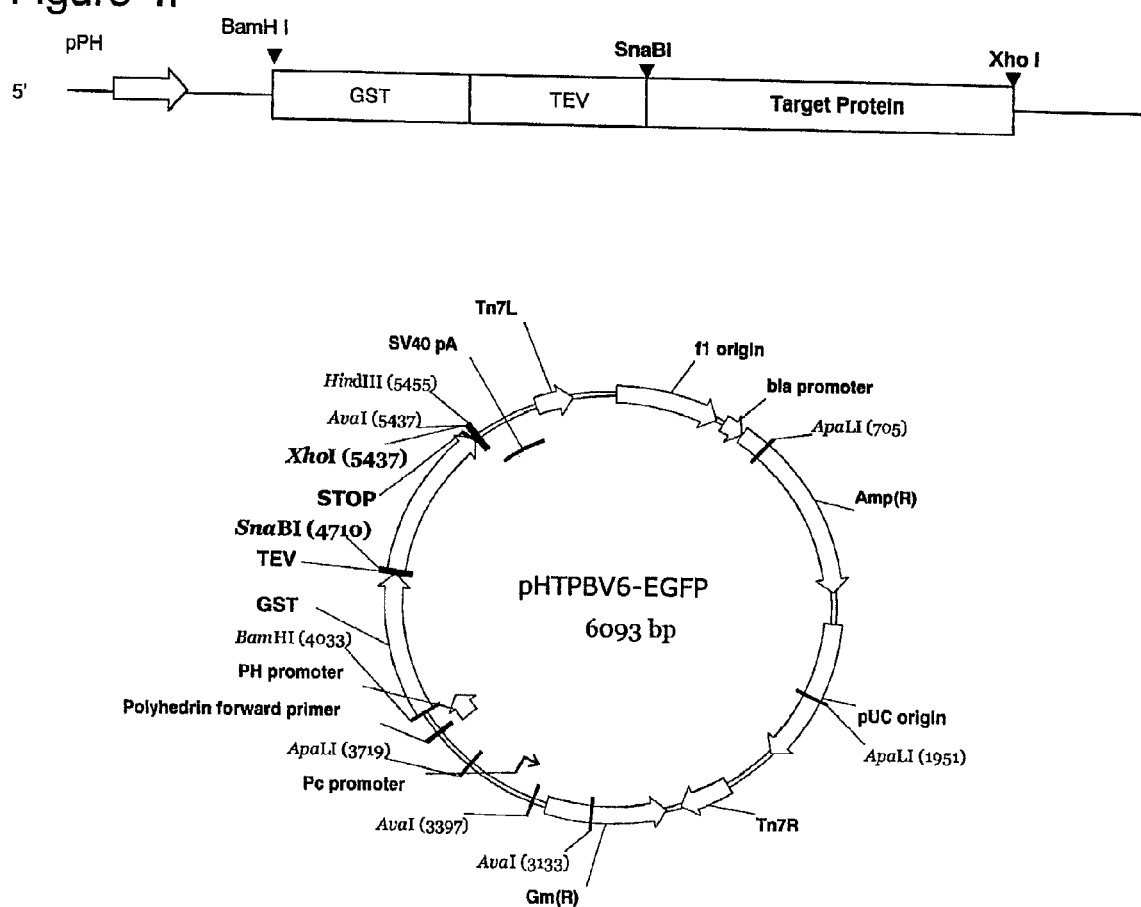 BamH I
pPH
SnaBI
Xho I
5'
GST
TEV
Target Protein
Tn7L
SV40 pA
f1 origin
HindIII (5455)
bla promoter
AvaI (5437)
ApaLI (705)
XhoI (5437)
STOP
Amp(R)
SnaBI (4710)
TEV
pHTPBV6-EGFP
GST
6093 bp
BamHI (4033)
PH promoter
Polyhedrin forward primer
pUC origin
ApaLI (3719)
ApaLI (1951)
Pc promoter
AvaI (3397)
Tn7R
AvaI (3133)
Gm(R)